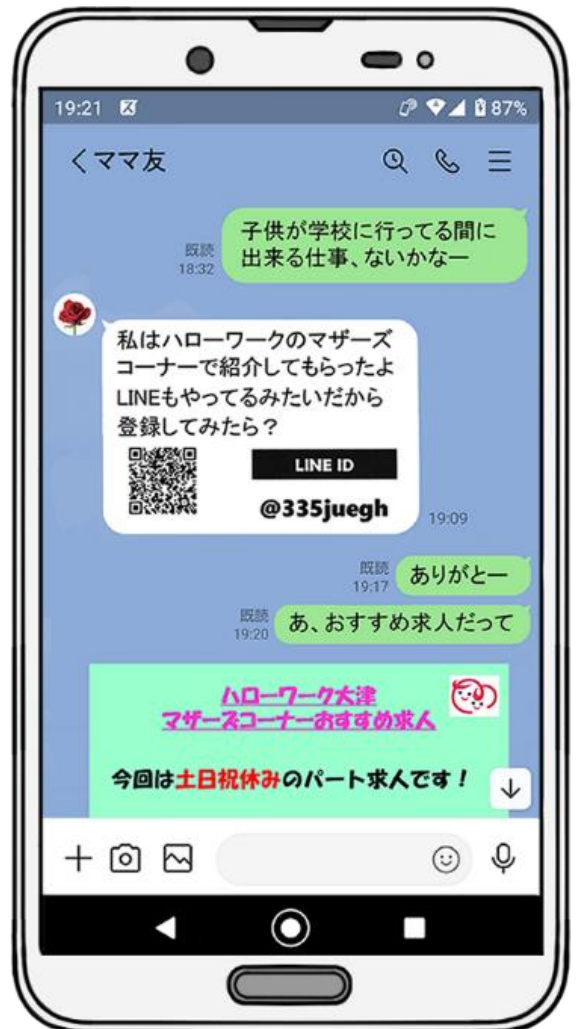 19:21
87%
ママ友
子供が学校に行ってる間に
出来る仕事、ないかなー
既読
18:32
私はハローワークのマザーズ
コーナーで紹介してもらったよ
LINEもやってるみたいだから
登録してみたら？
LINE ID
@335juegh
19:09
ありがとー
既読
19:17
あ、おすすめ求人だって
既読
19:20
ハローワーク大津
マザーズコーナーおすすめ求人
今回は土日祝休みのパート求人です！